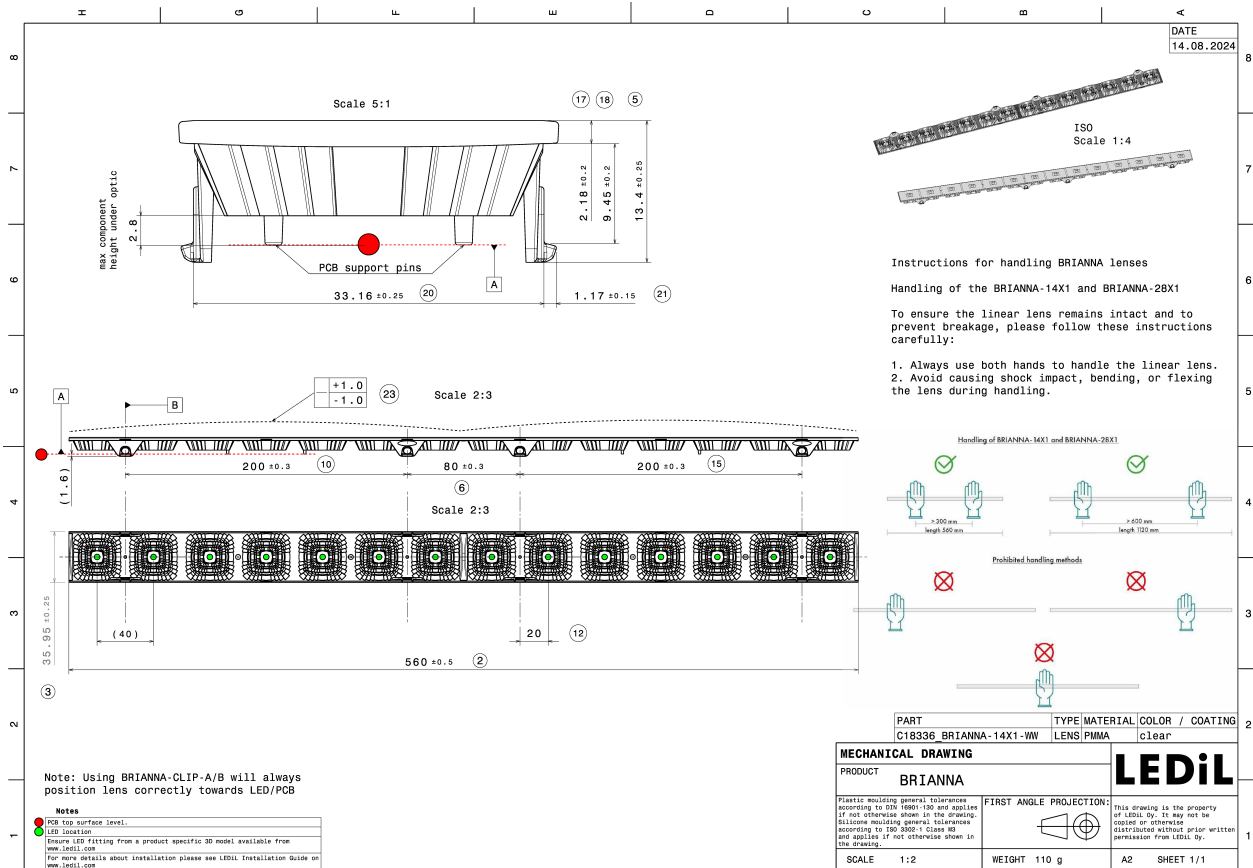 H G F E D C B A
DATE
14.08.2024
8
8
7
7
6
6
5
5
4
4
3
3
2
2
1
1
Scale 5:1
17 18 5
max component
height under optic
2.8
2.18 ±0.2
9.45 ±0.2
13.4 ±0.25
PCB support pins
A
33.16 ±0.25 20
1.17 ±0.15 21
ISO
Scale 1:4
Instructions for handling BRIANNA lenses
Handling of the BRIANNA-14X1 and BRIANNA-28X1
To ensure the linear lens remains intact and to
prevent breakage, please follow these instructions
carefully:
1. Always use both hands to handle the linear lens.
2. Avoid causing shock impact, bending, or flexing
the lens during handling.
A
B
+1.0
-1.0
23
Scale 2:3
(1.6)
200 ±0.3 10
80 ±0.3
200 ±0.3 15
6
Scale 2:3
35.95 ±0.25
3
(40)
20 12
560 ±0.5 2
Handling of BRIANNA-14X1 and BRIANNA-28X1
>300 mm
length 560 mm
>600 mm
length 1120 mm
Prohibited handling methods
PART TYPE MATERIAL COLOR / COATING
C18336_BRIANNA-14X1-WW LENS PMMA clear
MECHANICAL DRAWING
PRODUCT
BRIANNA
LEDiL
Plastic moulding general tolerances
according to DIN 16901-130 and applies
if not otherwise shown in the drawing.
Silicone moulding general tolerances
according to ISO 3302-1 Class M3
and applies if not otherwise shown in
the drawing.
FIRST ANGLE PROJECTION:
This drawing is the property
of LEDiL Oy. It may not be
copied or otherwise
distributed without prior written
permission from LEDiL Oy.
SCALE 1:2
WEIGHT 110 g
A2 SHEET 1/1
Note: Using BRIANNA-CLIP-A/B will always
position lens correctly towards LED/PCB
Notes
PCB top surface level.
LED location
Ensure LED fitting from a product specific 3D model available from
www.ledil.com
For more details about installation please see LEDiL Installation Guide on
www.ledil.com